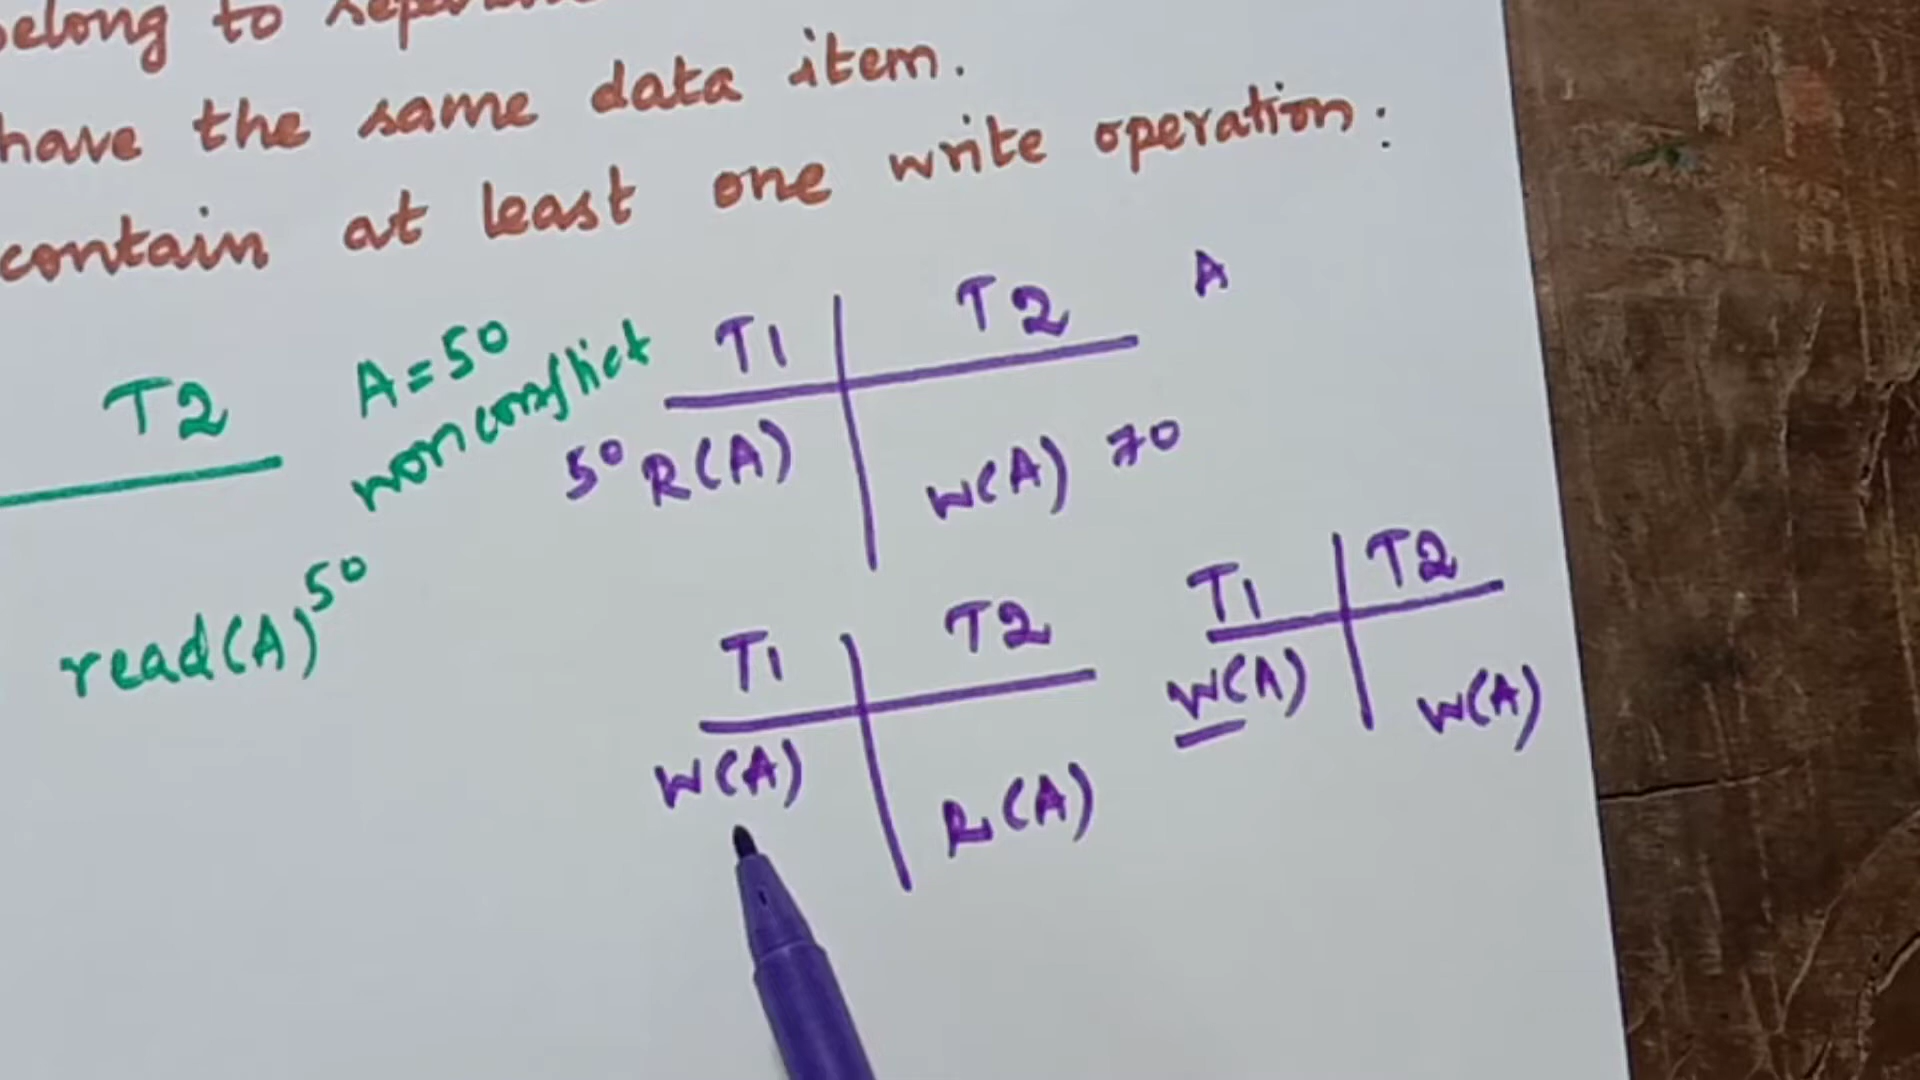 belong to
have the same data item.
contain at least one write operation.
T2
A=50
non conflict
read(A) 50
T1 T2 A
50 R(A)
W(A) 70
T1 T2
W(A)
R(A)
T1 T2
W(A)
W(A)